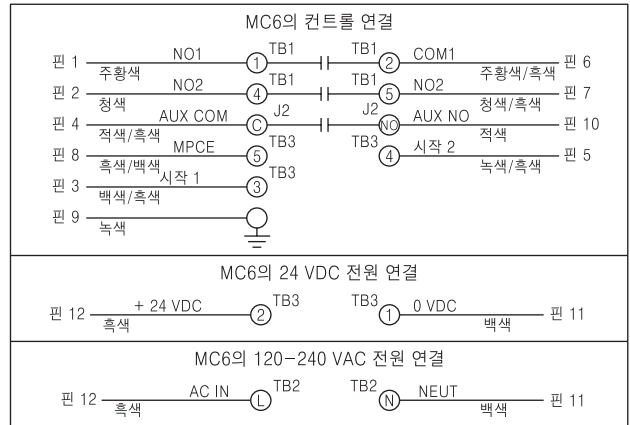 MC6의 컨트롤 연결
핀 1 NO1 주황색 1 TB1 TB1 2 COM1 주황색/흑색 핀 6
핀 2 NO2 청색 4 TB1 TB1 5 NO2 청색/흑색 핀 7
핀 4 AUX COM 적색/흑색 C J2 J2 NO AUX NO 적색 핀 10
핀 8 MPCE 흑색/백색 5 TB3 TB3 4 시작 2 녹색/흑색 핀 5
핀 3 시작 1 백색/흑색 3 TB3
핀 9 녹색
MC6의 24 VDC 전원 연결
핀 12 + 24 VDC 흑색 2 TB3 TB3 1 0 VDC 백색 핀 11
MC6의 120-240 VAC 전원 연결
핀 12 AC IN 흑색 L TB2 TB2 N NEUT 백색 핀 11